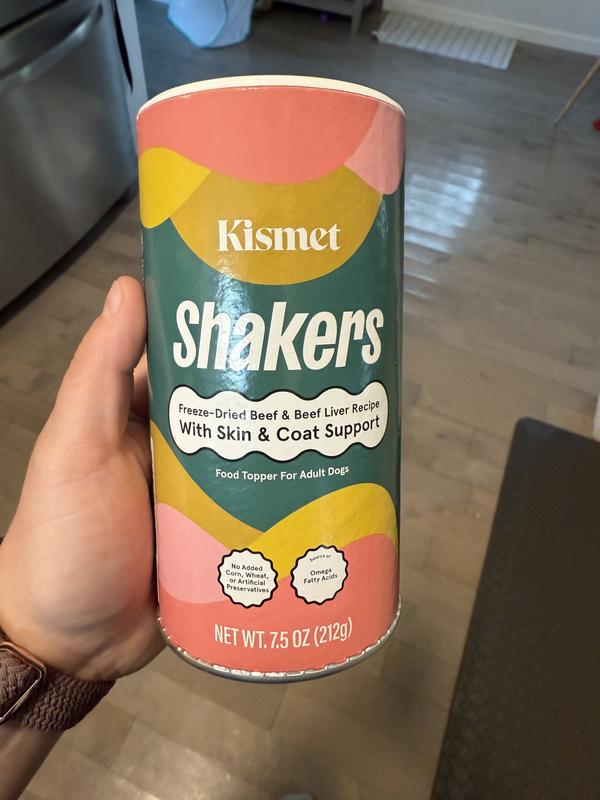 Kismet
Shakers
Freeze-Dried Beef & Beef Liver Recipe
With Skin & Coat Support
Food Topper For Adult Dogs
No Added
Corn, Wheat,
or Artificial
Preservatives
Source of
Omega
Fatty Acids
NET WT. 7.5 OZ (212g)